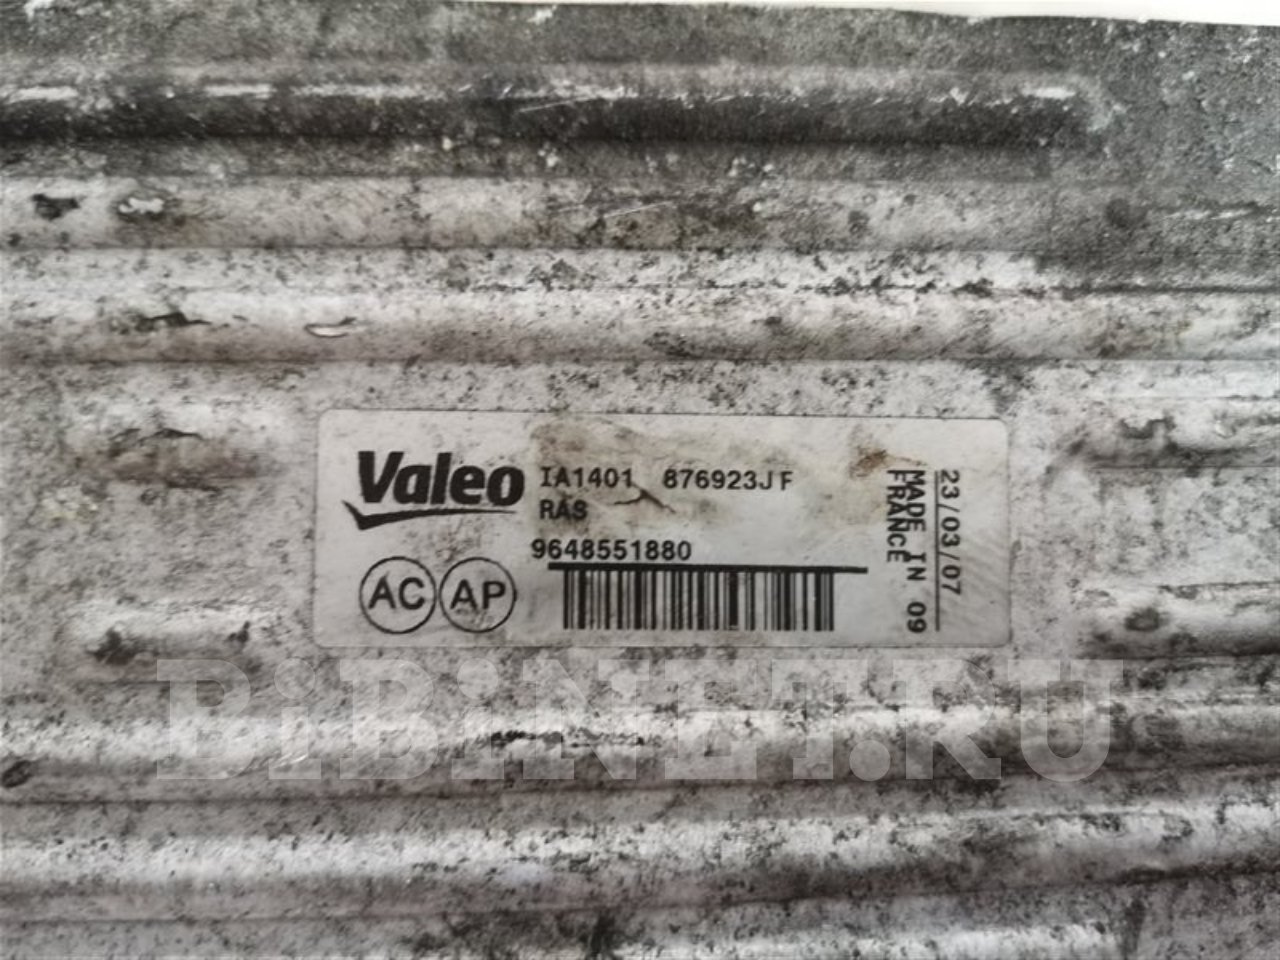 Valeo IA1401 876923JF
RAS
9648551880
AC AP
23/03/07
MADE IN 09
FRANCE
BiBiNET.RU